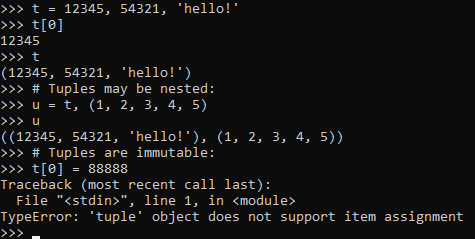 >>> t = 12345, 54321, 'hello!'
>>> t[0]
12345
>>> t
(12345, 54321, 'hello!')
>>> # Tuples may be nested:
>>> u = t, (1, 2, 3, 4, 5)
>>> u
((12345, 54321, 'hello!'), (1, 2, 3, 4, 5))
>>> # Tuples are immutable:
>>> t[0] = 88888
Traceback (most recent call last):
  File "<stdin>", line 1, in <module>
TypeError: 'tuple' object does not support item assignment
>>>